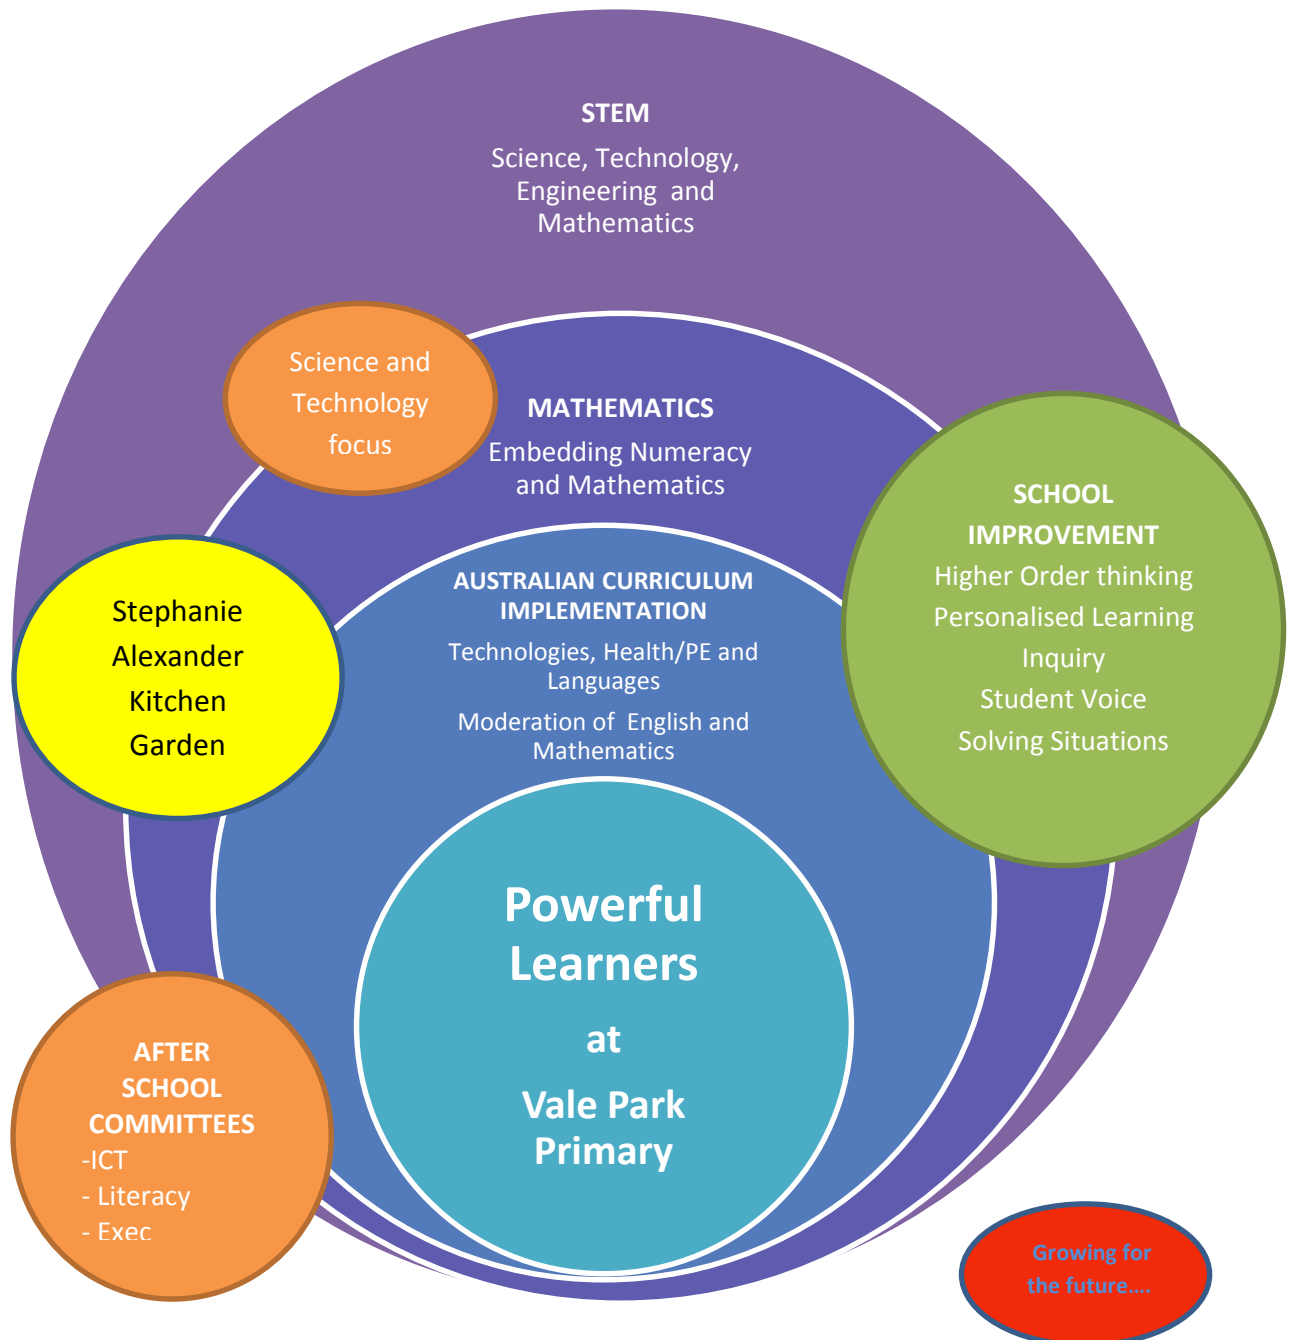 STEM
Science, Technology,
Engineering and
Mathematics
Science and
Technology
focus
MATHEMATICS
Embedding Numeracy
and Mathematics
SCHOOL
IMPROVEMENT
Higher Order thinking
Personalised Learning
Inquiry
Student Voice
Solving Situations
Stephanie
Alexander
Kitchen
Garden
AUSTRALIAN CURRICULUM
IMPLEMENTATION
Technologies, Health/PE and
Languages
Moderation of English and
Mathematics
Powerful
Learners
at
Vale Park
Primary
AFTER
SCHOOL
COMMITTEES
-ICT
- Literacy
- Exec
Growing for
the future....